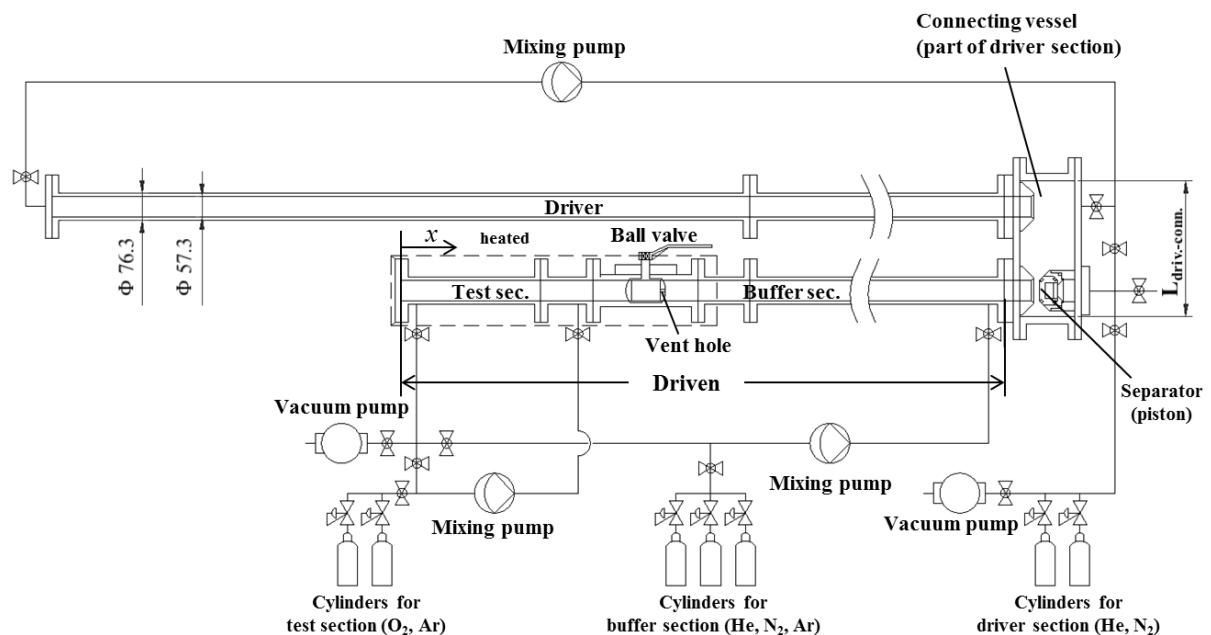 Connecting vessel
(part of driver section)
Mixing pump
Driver
Φ 76.3
Φ 57.3
x
heated
Ball valve
L driv.-conn.
Test sec.
Buffer sec.
Vent hole
Driven
Separator
(piston)
Vacuum pump
Mixing pump
Mixing pump
Vacuum pump
Cylinders for
test section (O₂, Ar)
Cylinders for
buffer section (He, N₂, Ar)
Cylinders for
driver section (He, N₂)